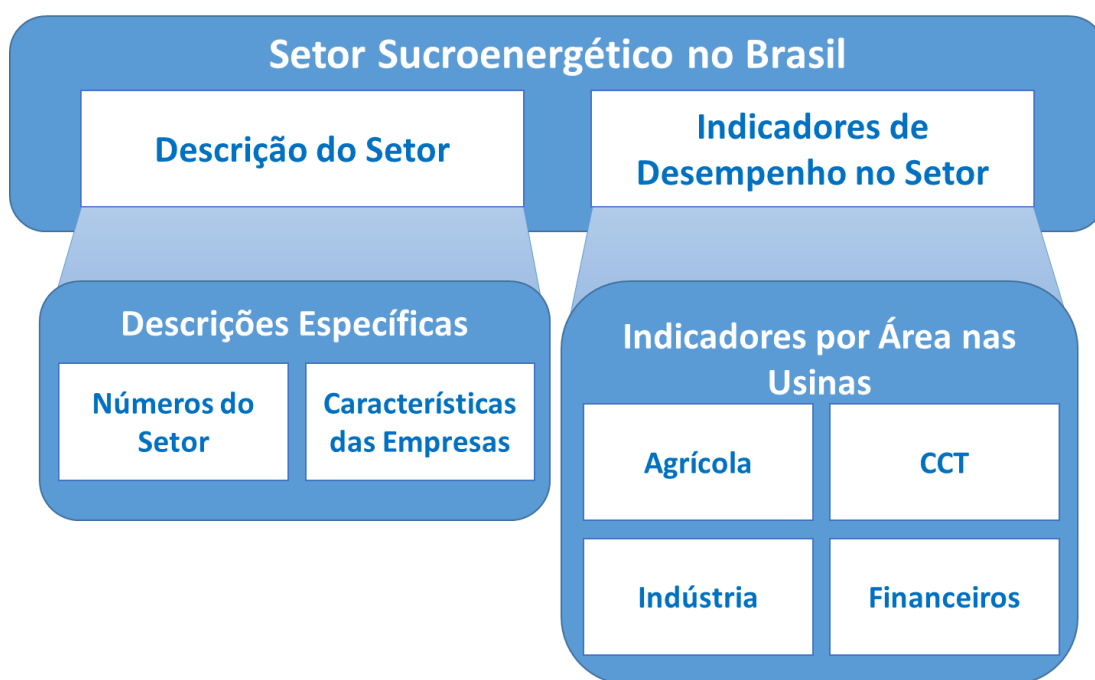 Setor Sucroenergético no Brasil
Descrição do Setor
Indicadores de
Desempenho no Setor
Descrições Específicas
Números do
Setor
Características
das Empresas
Indicadores por Área nas
Usinas
Agrícola
CCT
Indústria
Financeiros